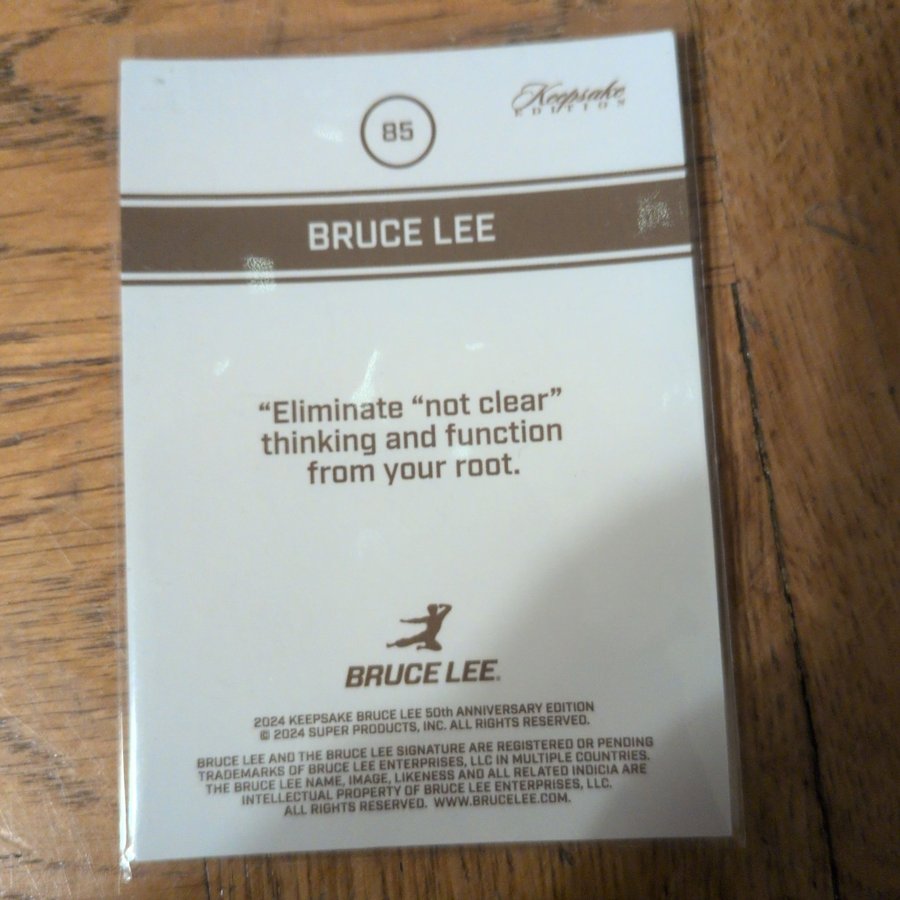 85
Keepsake
EDITION
BRUCE LEE
“Eliminate “not clear”
thinking and function
from your root.
BRUCE LEE®
2024 KEEPSAKE BRUCE LEE 50th ANNIVERSARY EDITION
© 2024 SUPER PRODUCTS, INC. ALL RIGHTS RESERVED.
BRUCE LEE AND THE BRUCE LEE SIGNATURE ARE REGISTERED OR PENDING
TRADEMARKS OF BRUCE LEE ENTERPRISES, LLC IN MULTIPLE COUNTRIES.
THE BRUCE LEE NAME, IMAGE, LIKENESS AND ALL RELATED INDICIA ARE
INTELLECTUAL PROPERTY OF BRUCE LEE ENTERPRISES, LLC.
ALL RIGHTS RESERVED. WWW.BRUCELEE.COM.